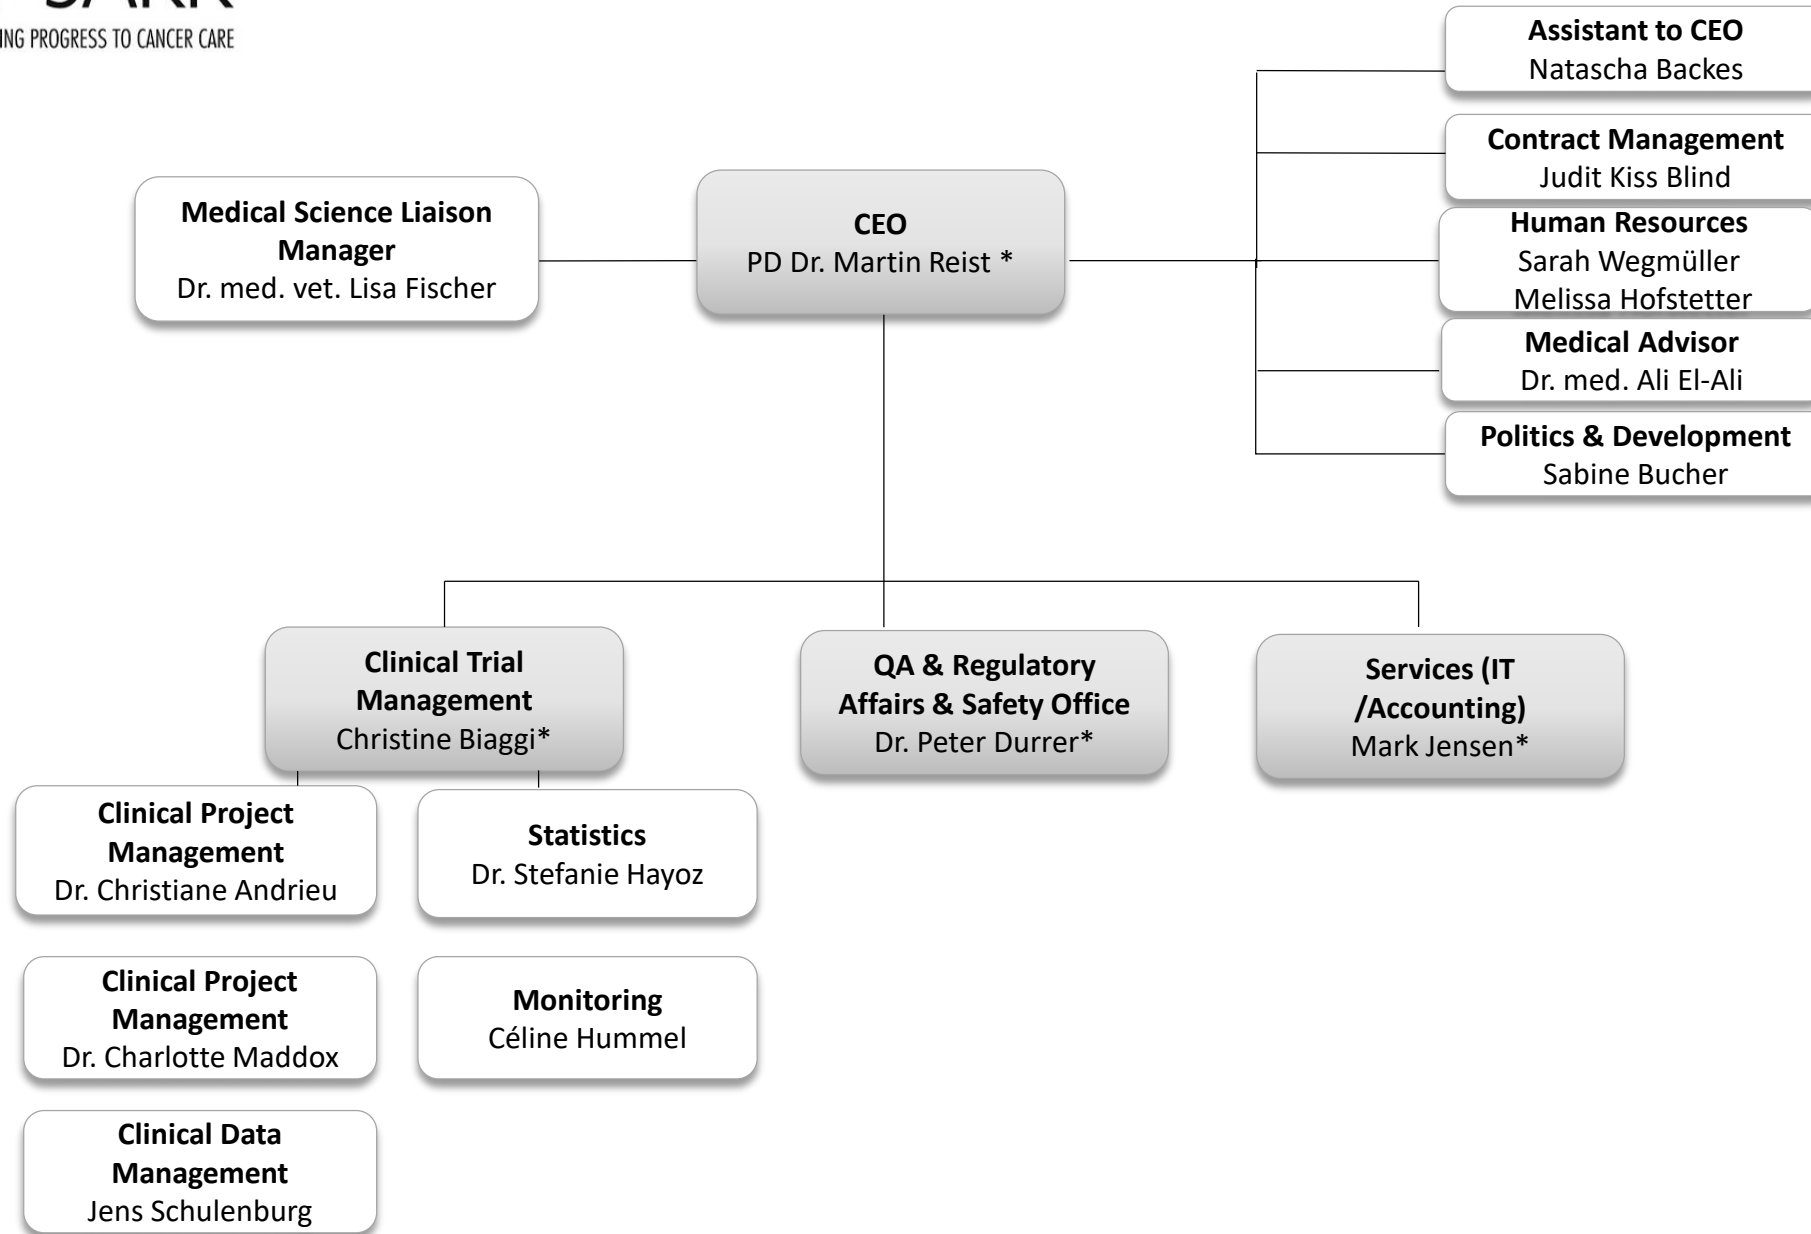 PROGRESS TO CANCER CARE
Assistant to CEO
Natascha Backes
Contract Management
Judit Kiss Blind
Human Resources
Sarah Wegmüller
Melissa Hofstetter
Medical Advisor
Dr. med. Ali El-Ali
Politics & Development
Sabine Bucher
Medical Science Liaison
Manager
Dr. med. vet. Lisa Fischer
CEO
PD Dr. Martin Reist *
Clinical Trial
Management
Christine Biaggi*
QA & Regulatory
Affairs & Safety Office
Dr. Peter Durrer*
Services (IT
/Accounting)
Mark Jensen*
Clinical Project
Management
Dr. Christiane Andrieu
Statistics
Dr. Stefanie Hayoz
Clinical Project
Management
Dr. Charlotte Maddox
Monitoring
Céline Hummel
Clinical Data
Management
Jens Schulenburg